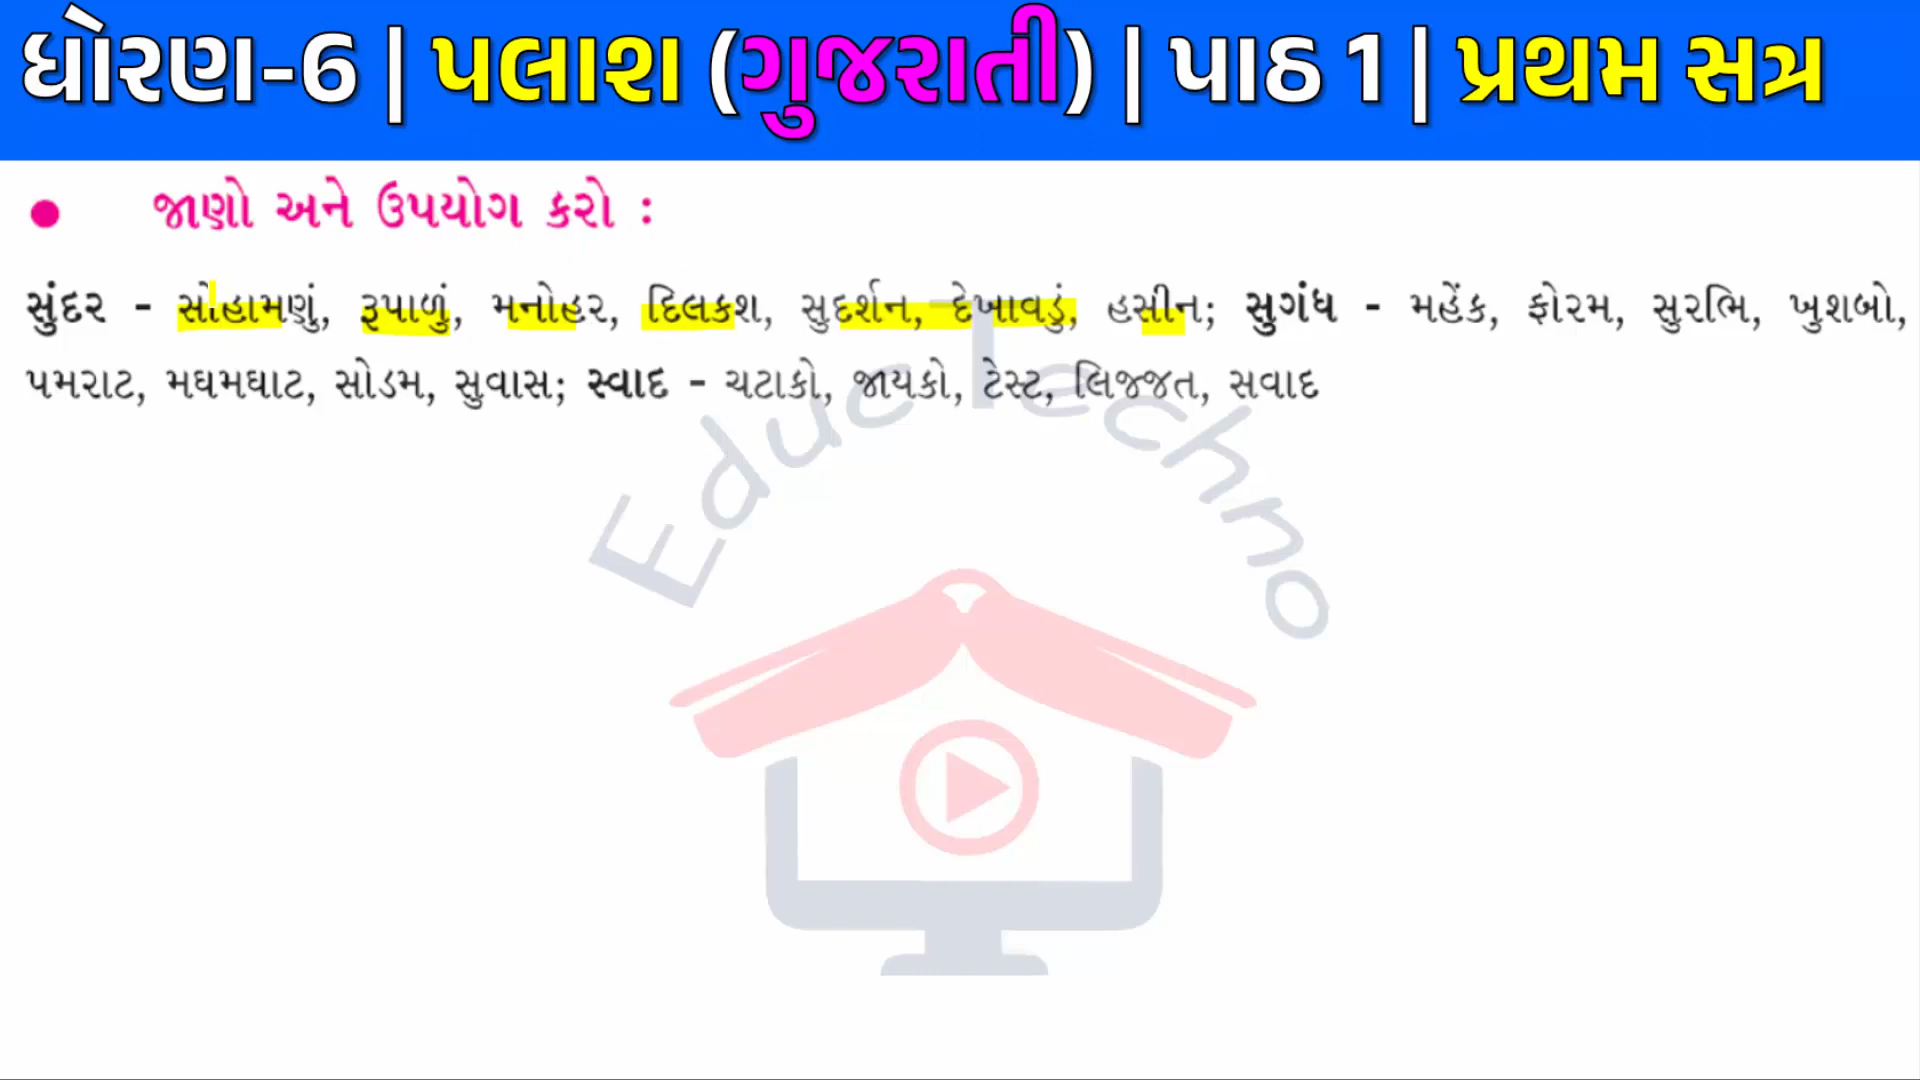 ધોરણ-6 | પલાશ (ગુજરાતી) | પાઠ 1 | પ્રથમ સત્ર
● જાણો અને ઉપયોગ કરો :
સુંદર - સોહામણું, રૂપાળું, મનોહર, દિલકશ, સુદર્શન, દેખાવડું, હસીન; સુગંધ - મહેંક, ફોરમ, સુરભિ, ખુશબો,
પમરાટ, મઘમઘાટ, સોડમ, સુવાસ; સ્વાદ - ચટાકો, જાયકો, ટેસ્ટ, લિજ્જત, સવાદ
EducTechno